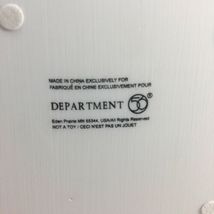 MADE IN CHINA EXCLUSIVELY FOR
FABRIQUÉ EN CHINE EXCLUSIVEMENT POUR
DEPARTMENT 56®
Eden Prairie MN 55344, USA/All Rights Reserved
NOT A TOY / CECI N'EST PAS UN JOUET